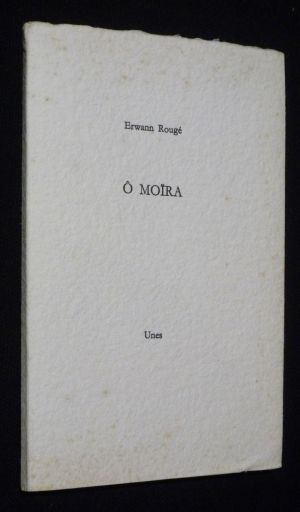 Erwann Rougé
Ô MOÏRA
Unes